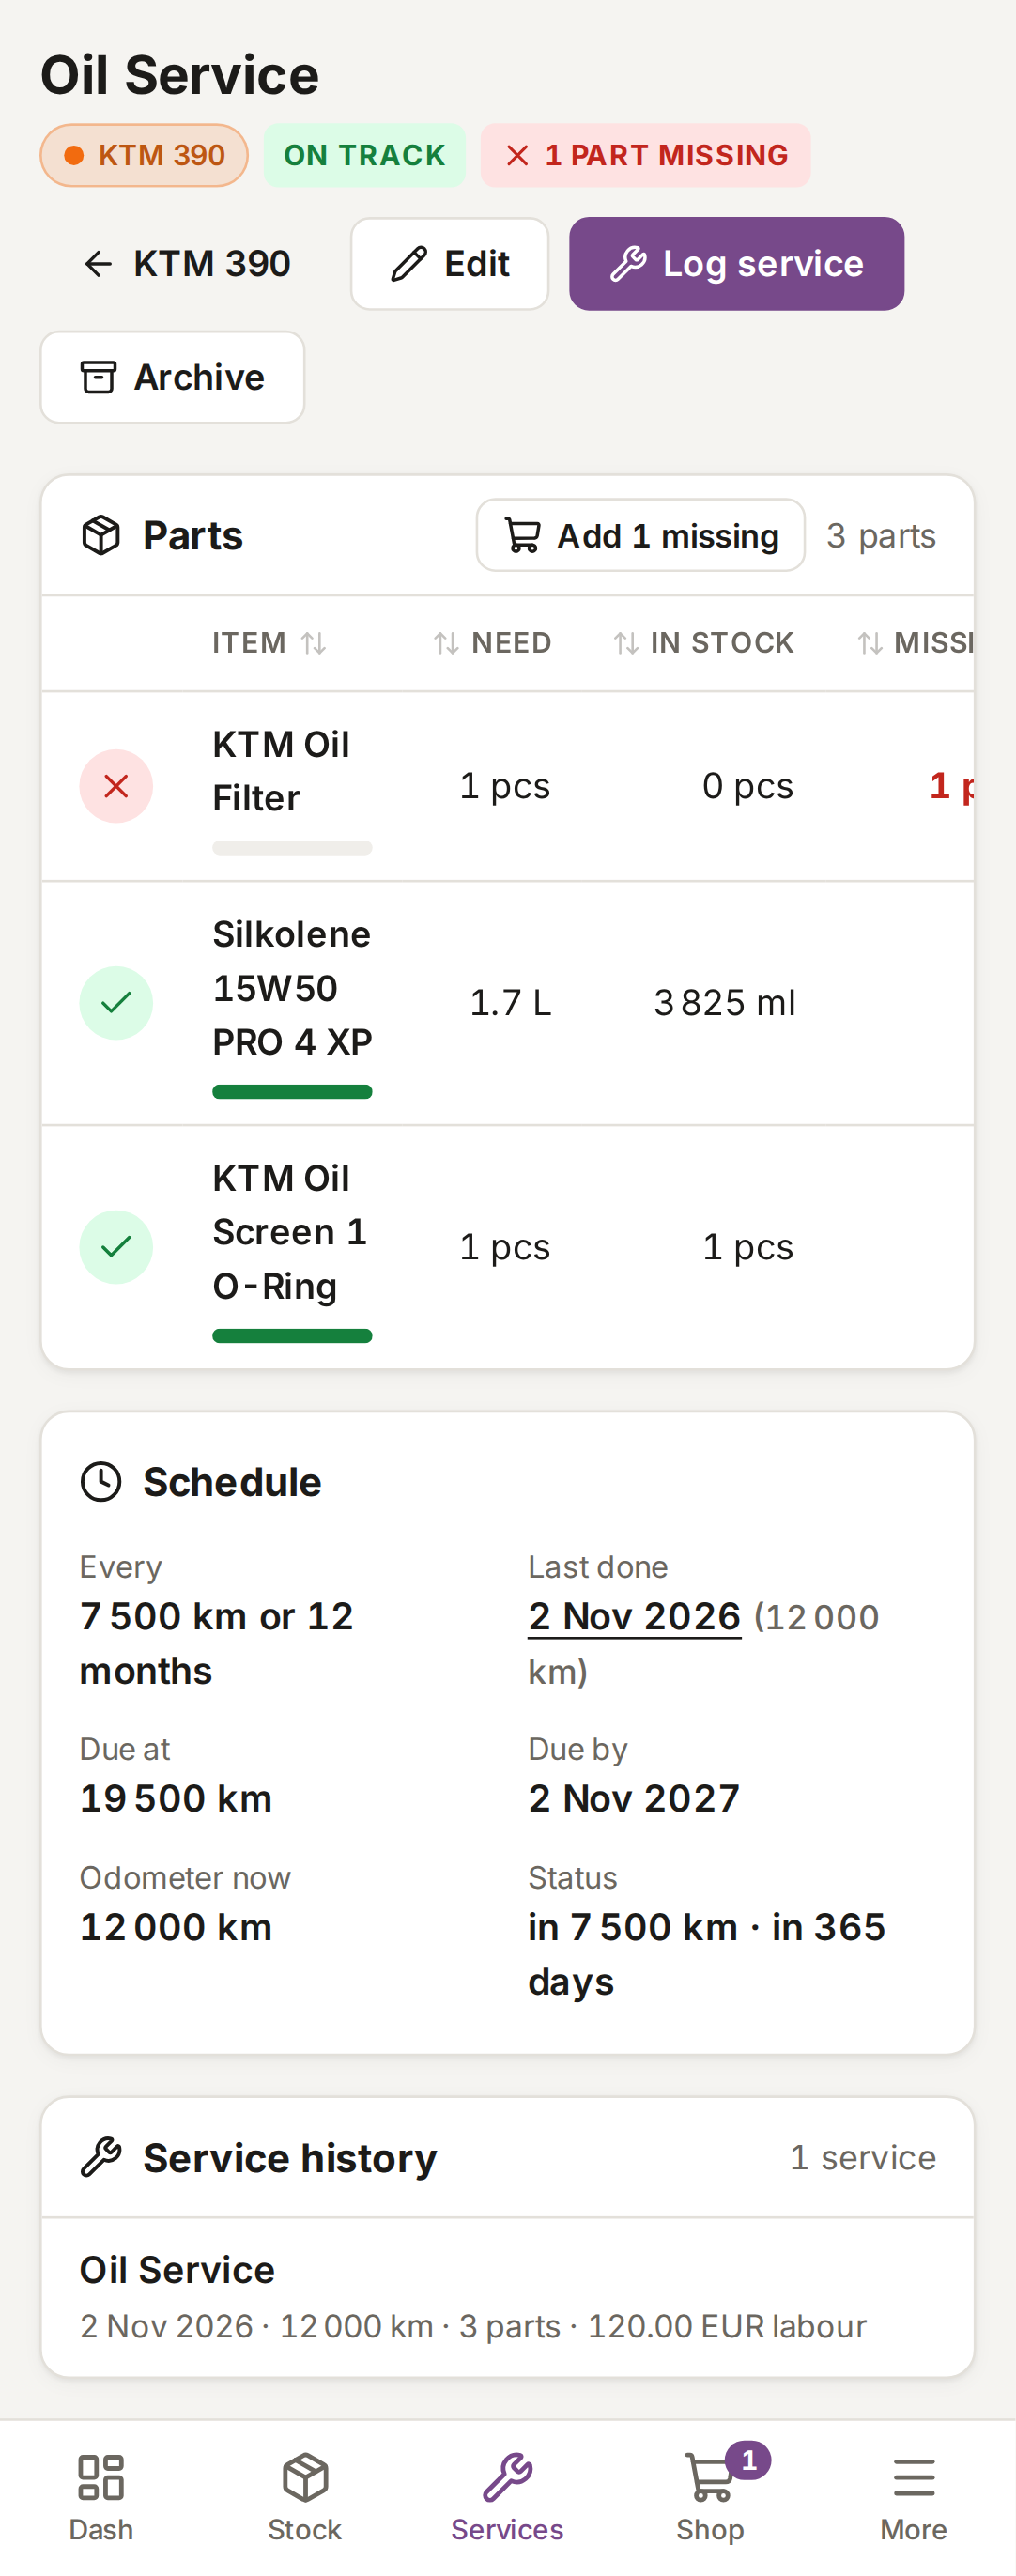 Oil Service
KTM 390 ON TRACK 1 PART MISSING
KTM 390 Edit Log service
Archive
Parts Add 1 missing 3 parts
ITEM NEED IN STOCK MISSI
KTM Oil
Filter
1 pcs 0 pcs 1 p
Silkolene
15W50
PRO 4 XP
1.7 L 3 825 ml
KTM Oil
Screen 1
O-Ring
1 pcs 1 pcs
Schedule
Every
7 500 km or 12
months
Last done
2 Nov 2026 (12 000
km)
Due at
19 500 km
Due by
2 Nov 2027
Odometer now
12 000 km
Status
in 7 500 km · in 365
days
Service history 1 service
Oil Service
2 Nov 2026 · 12 000 km · 3 parts · 120.00 EUR labour
1
Dash Stock Services Shop More